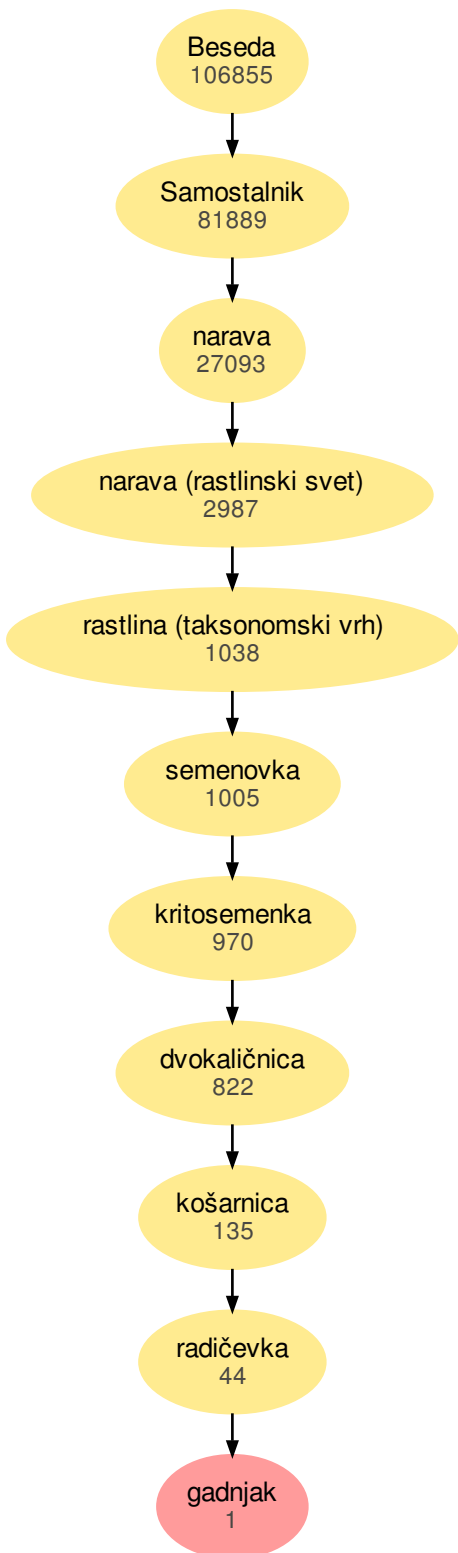 Beseda
106855
Samostalnik
81889
narava
27093
narava (rastlinski svet)
2987
rastlina (taksonomski vrh)
1038
semenovka
1005
kritosemenka
970
dvokaličnica
822
košarnica
135
radičevka
44
gadnjak
1